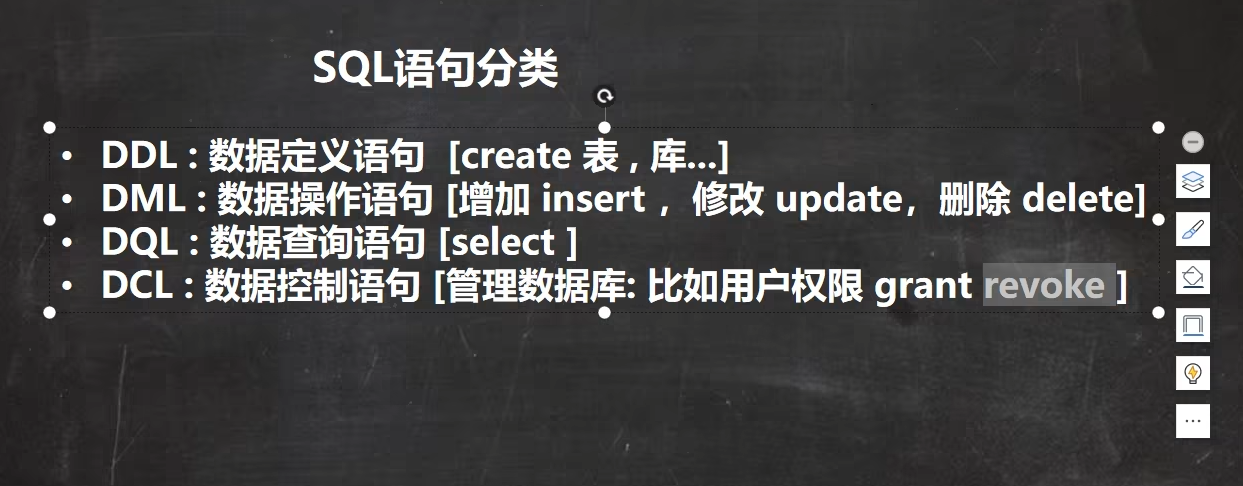 SQL语句分类
• DDL : 数据定义语句 [create 表 , 库...]
• DML : 数据操作语句 [增加 insert ，修改 update，删除 delete]
• DQL : 数据查询语句 [select ]
• DCL : 数据控制语句 [管理数据库: 比如用户权限 grant revoke ]